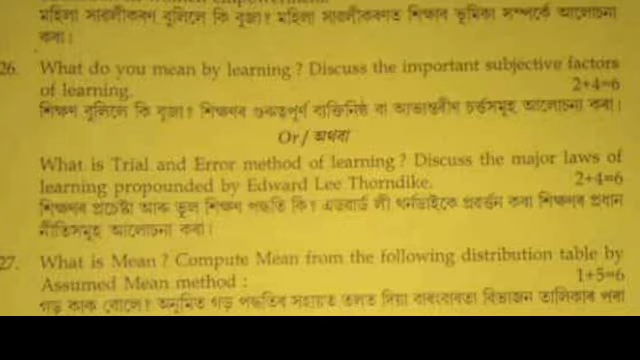 মহিলা সাৱলীকৰণ বুলিলে কি বুজা? মহিলা সাৱলীকৰণত শিক্ষাৰ ভূমিকা সম্পৰ্কে আলোচনা
কৰা।
26. What do you mean by learning ? Discuss the important subjective factors
of learning. 2+4=6
শিক্ষণ বুলিলে কি বুজা? শিক্ষণৰ গুৰুত্বপূৰ্ণ ব্যক্তিনিষ্ঠ বা আভ্যন্তৰীণ চৰ্ত্তসমূহ আলোচনা কৰা।
Or / অথবা
What is Trial and Error method of learning ? Discuss the major laws of
learning propounded by Edward Lee Thorndike. 2+4=6
শিক্ষণৰ প্ৰচেষ্টা আৰু ভুল শিক্ষণ পদ্ধতি কি? এডৱাৰ্ড লী থৰ্নডাইকে প্ৰৱৰ্ত্তন কৰা শিক্ষণৰ প্ৰধান
নীতিসমূহ আলোচনা কৰা।
27. What is Mean ? Compute Mean from the following distribution table by
Assumed Mean method : 1+5=6
গড় কাক বোলে? অনুমিত গড় পদ্ধতিৰ সহায়ত তলত দিয়া বাৰংবাৰতা বিভাজন তালিকাৰ পৰা